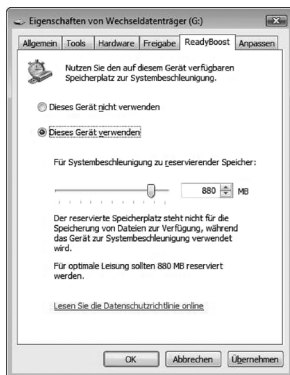 Eigenschaften von Wechseldatenträger (G:)
Allgemein Tools Hardware Freigabe ReadyBoost Anpassen
Nutzen Sie den auf diesem Gerät verfügbaren
Speicherplatz zur Systembeschleunigung.
Dieses Gerät nicht verwenden
Dieses Gerät verwenden
Für Systembeschleunigung zu reservierender Speicher:
880 MB
Der reservierte Speicherplatz steht nicht für die
Speicherung von Dateien zur Verfügung, während
das Gerät zur Systembeschleunigung verwendet
wird.
Für optimale Leisung sollten 880 MB reserviert
werden.
Lesen Sie die Datenschutzrichtlinie online
OK Abbrechen Übernehmen